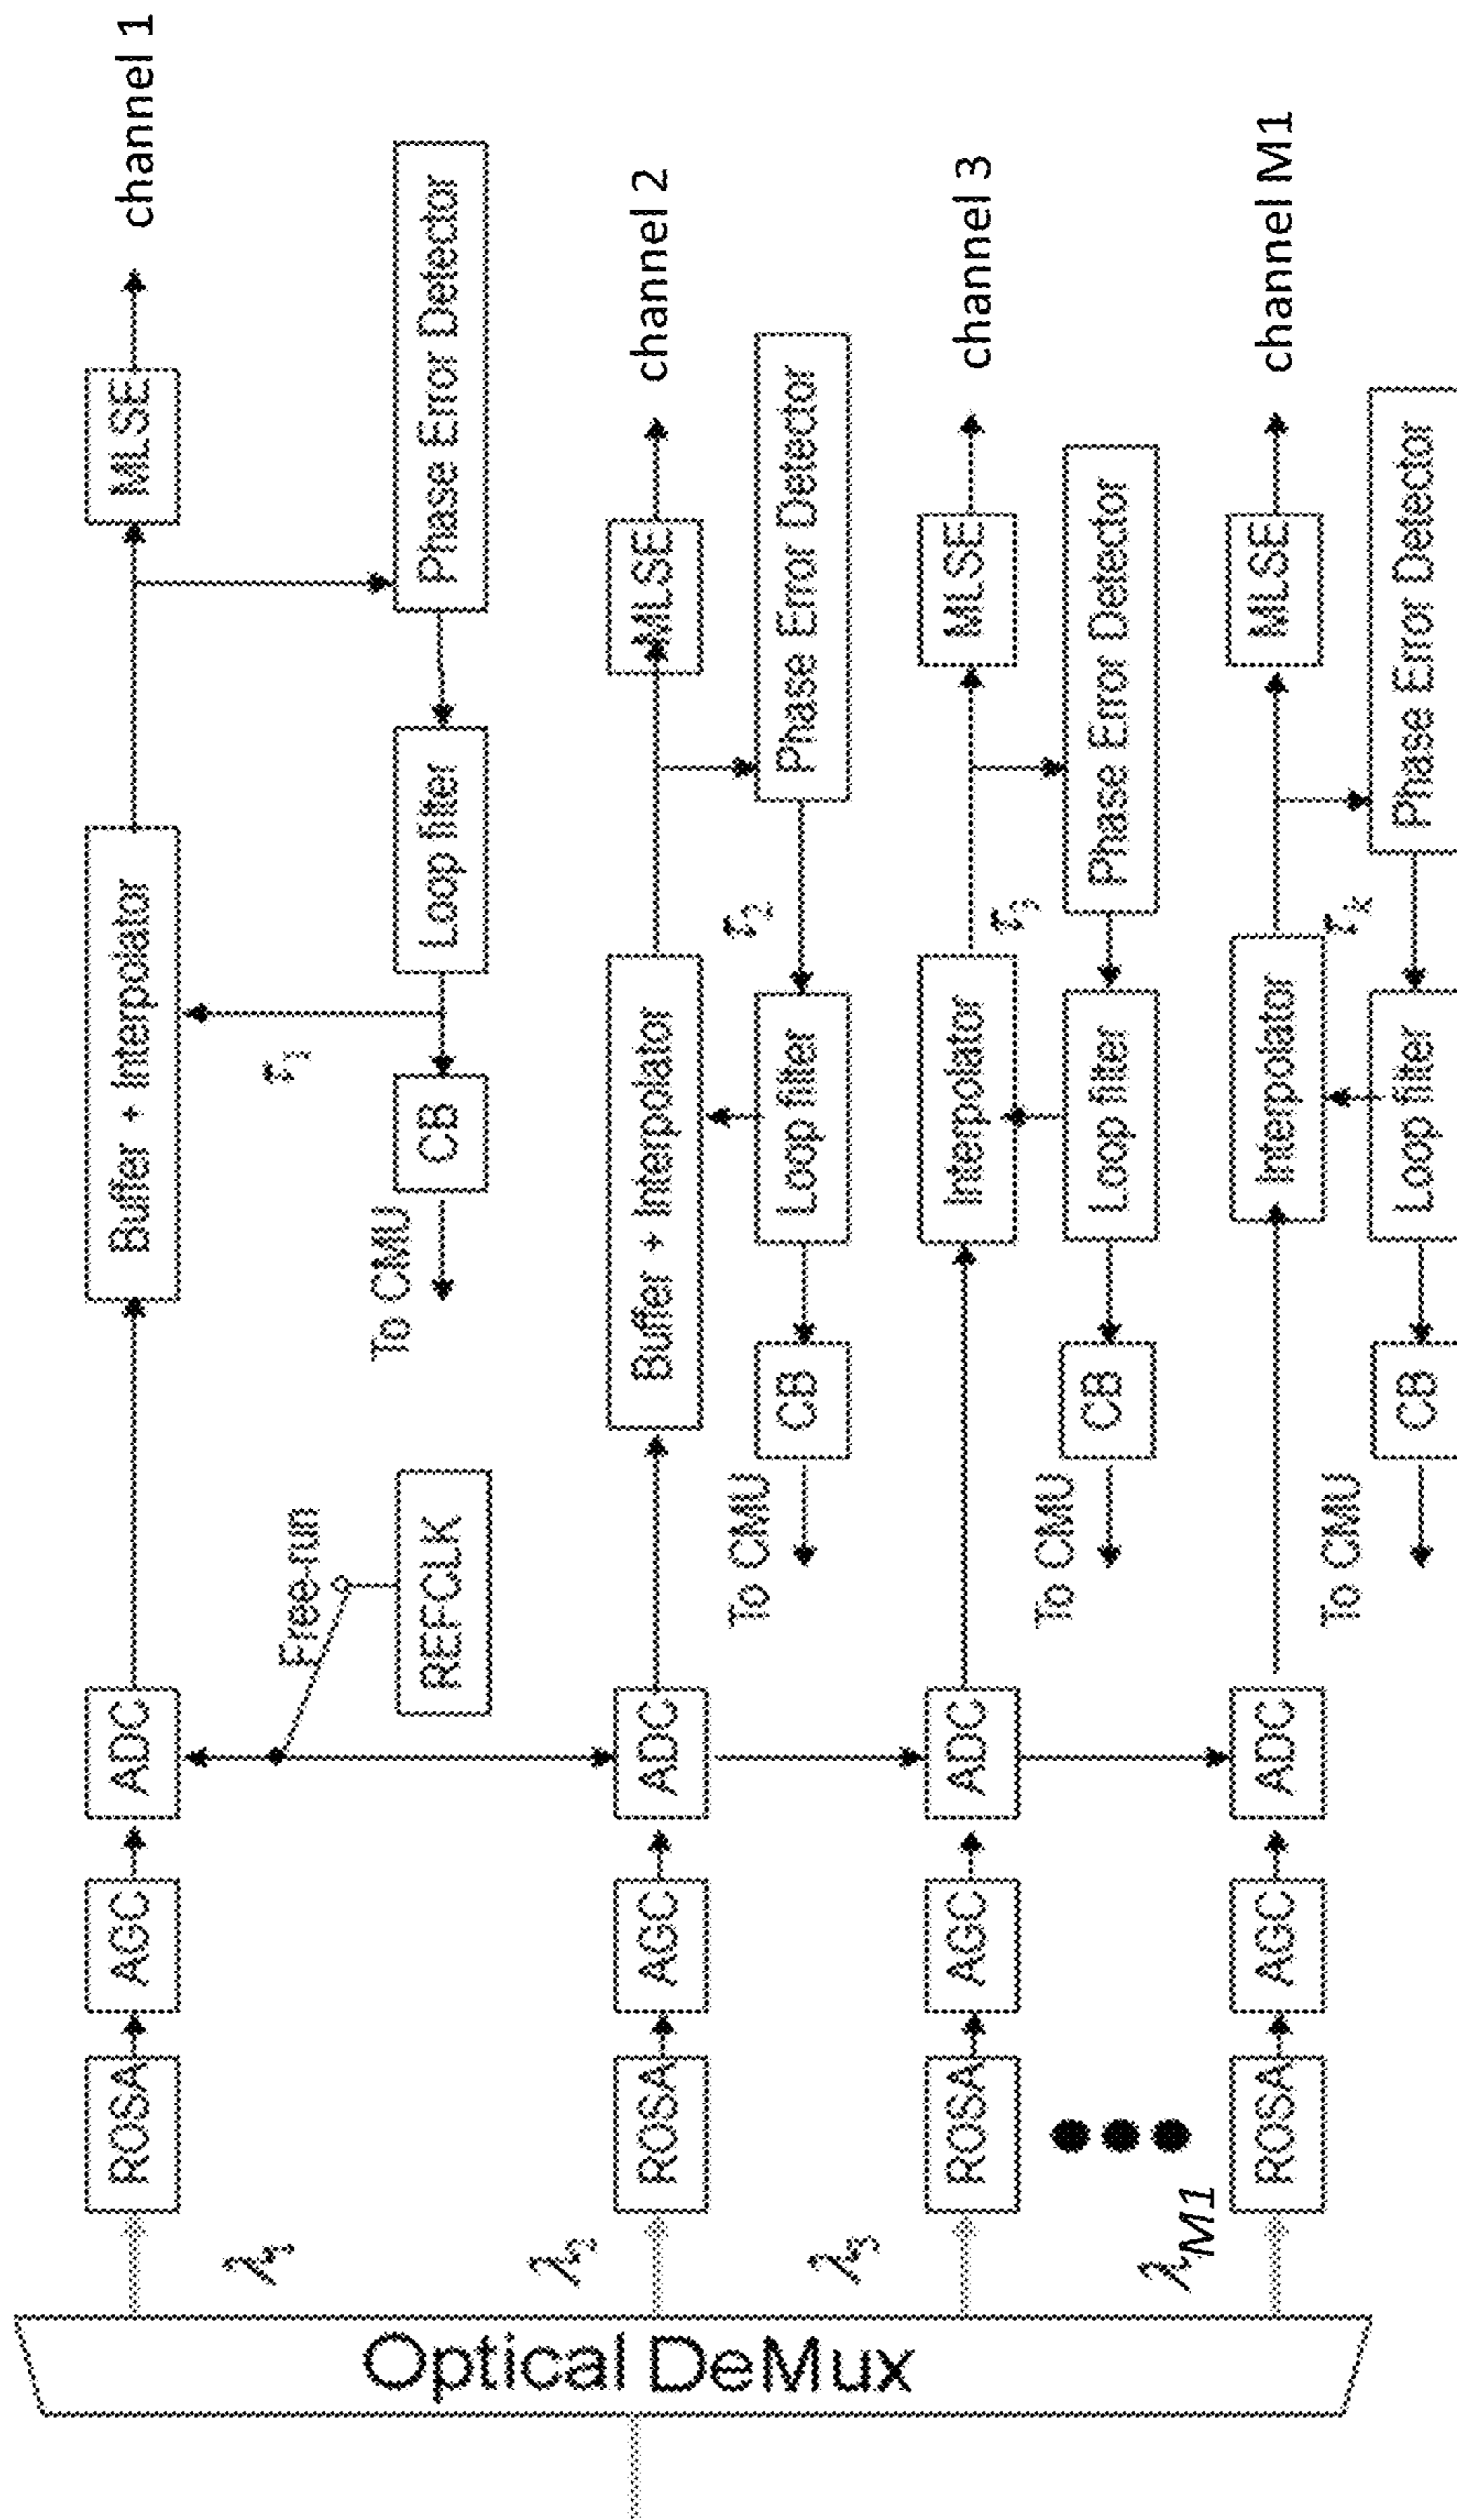 Optical DeMux
λ1
ROSA
AGC
ADC
Buffer + Interpolator
MLSE
channel 1
Free-run
REFCLK
τ1
To CMU
CB
Loop filter
Phase Error Detector
λ2
ROSA
AGC
ADC
Buffer + Interpolator
MLSE
channel 2
τ2
To CMU
CB
Loop filter
Phase Error Detector
λ3
ROSA
AGC
ADC
Interpolator
MLSE
channel 3
τ3
To CMU
CB
Loop filter
Phase Error Detector
λM1
ROSA
AGC
ADC
Interpolator
MLSE
channel M1
τk
To CMU
CB
Loop filter
Phase Error Detector